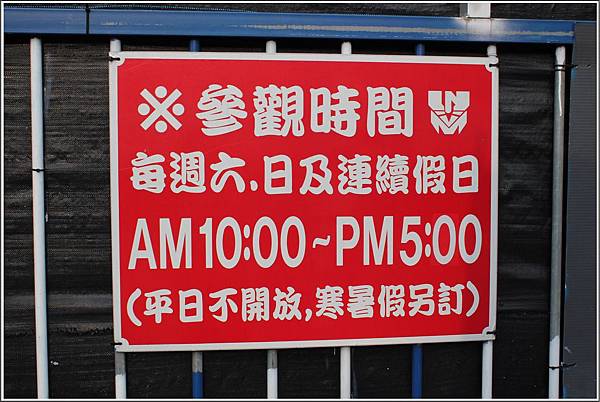 ※參觀時間
每週六.日及連續假日
AM10:00~PM5:00
(平日不開放,寒暑假另訂)